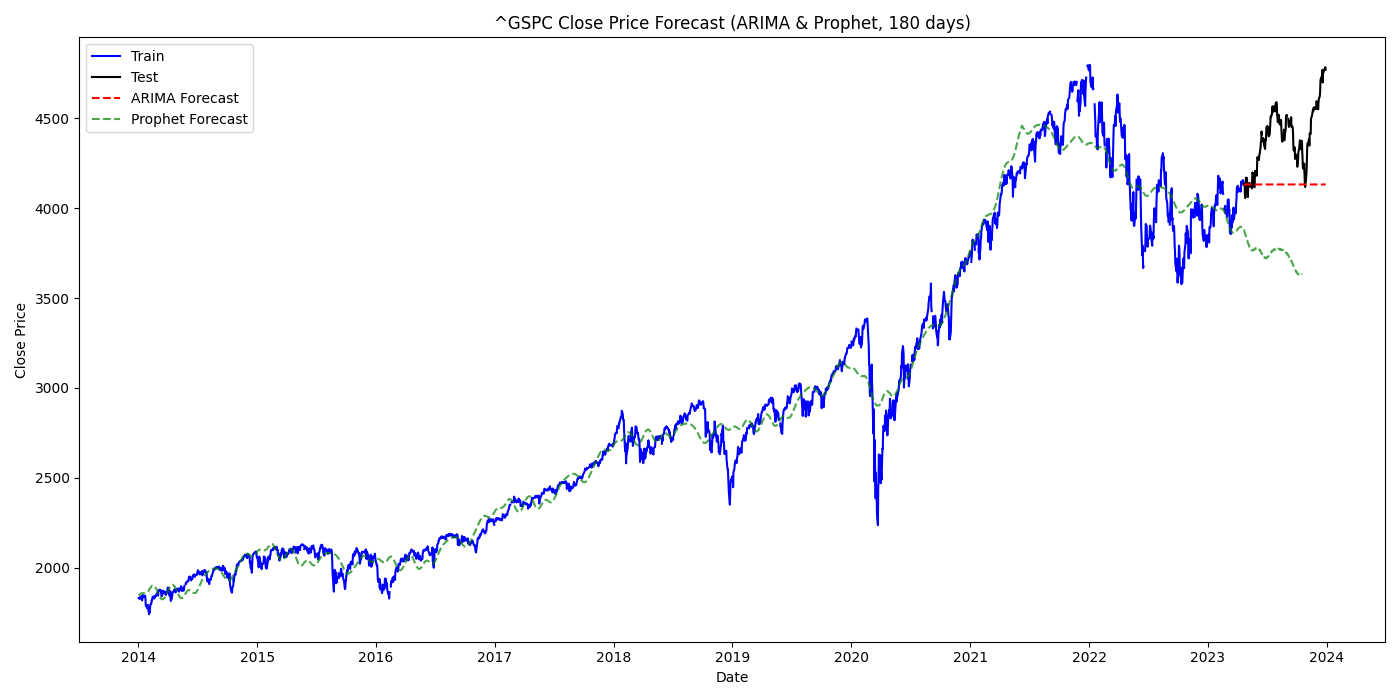 ^GSPC Close Price Forecast (ARIMA & Prophet, 180 days)
Train
Test
ARIMA Forecast
Prophet Forecast
Close Price
4500
4000
3500
3000
2500
2000
2014 2015 2016 2017 2018 2019 2020 2021 2022 2023 2024
Date